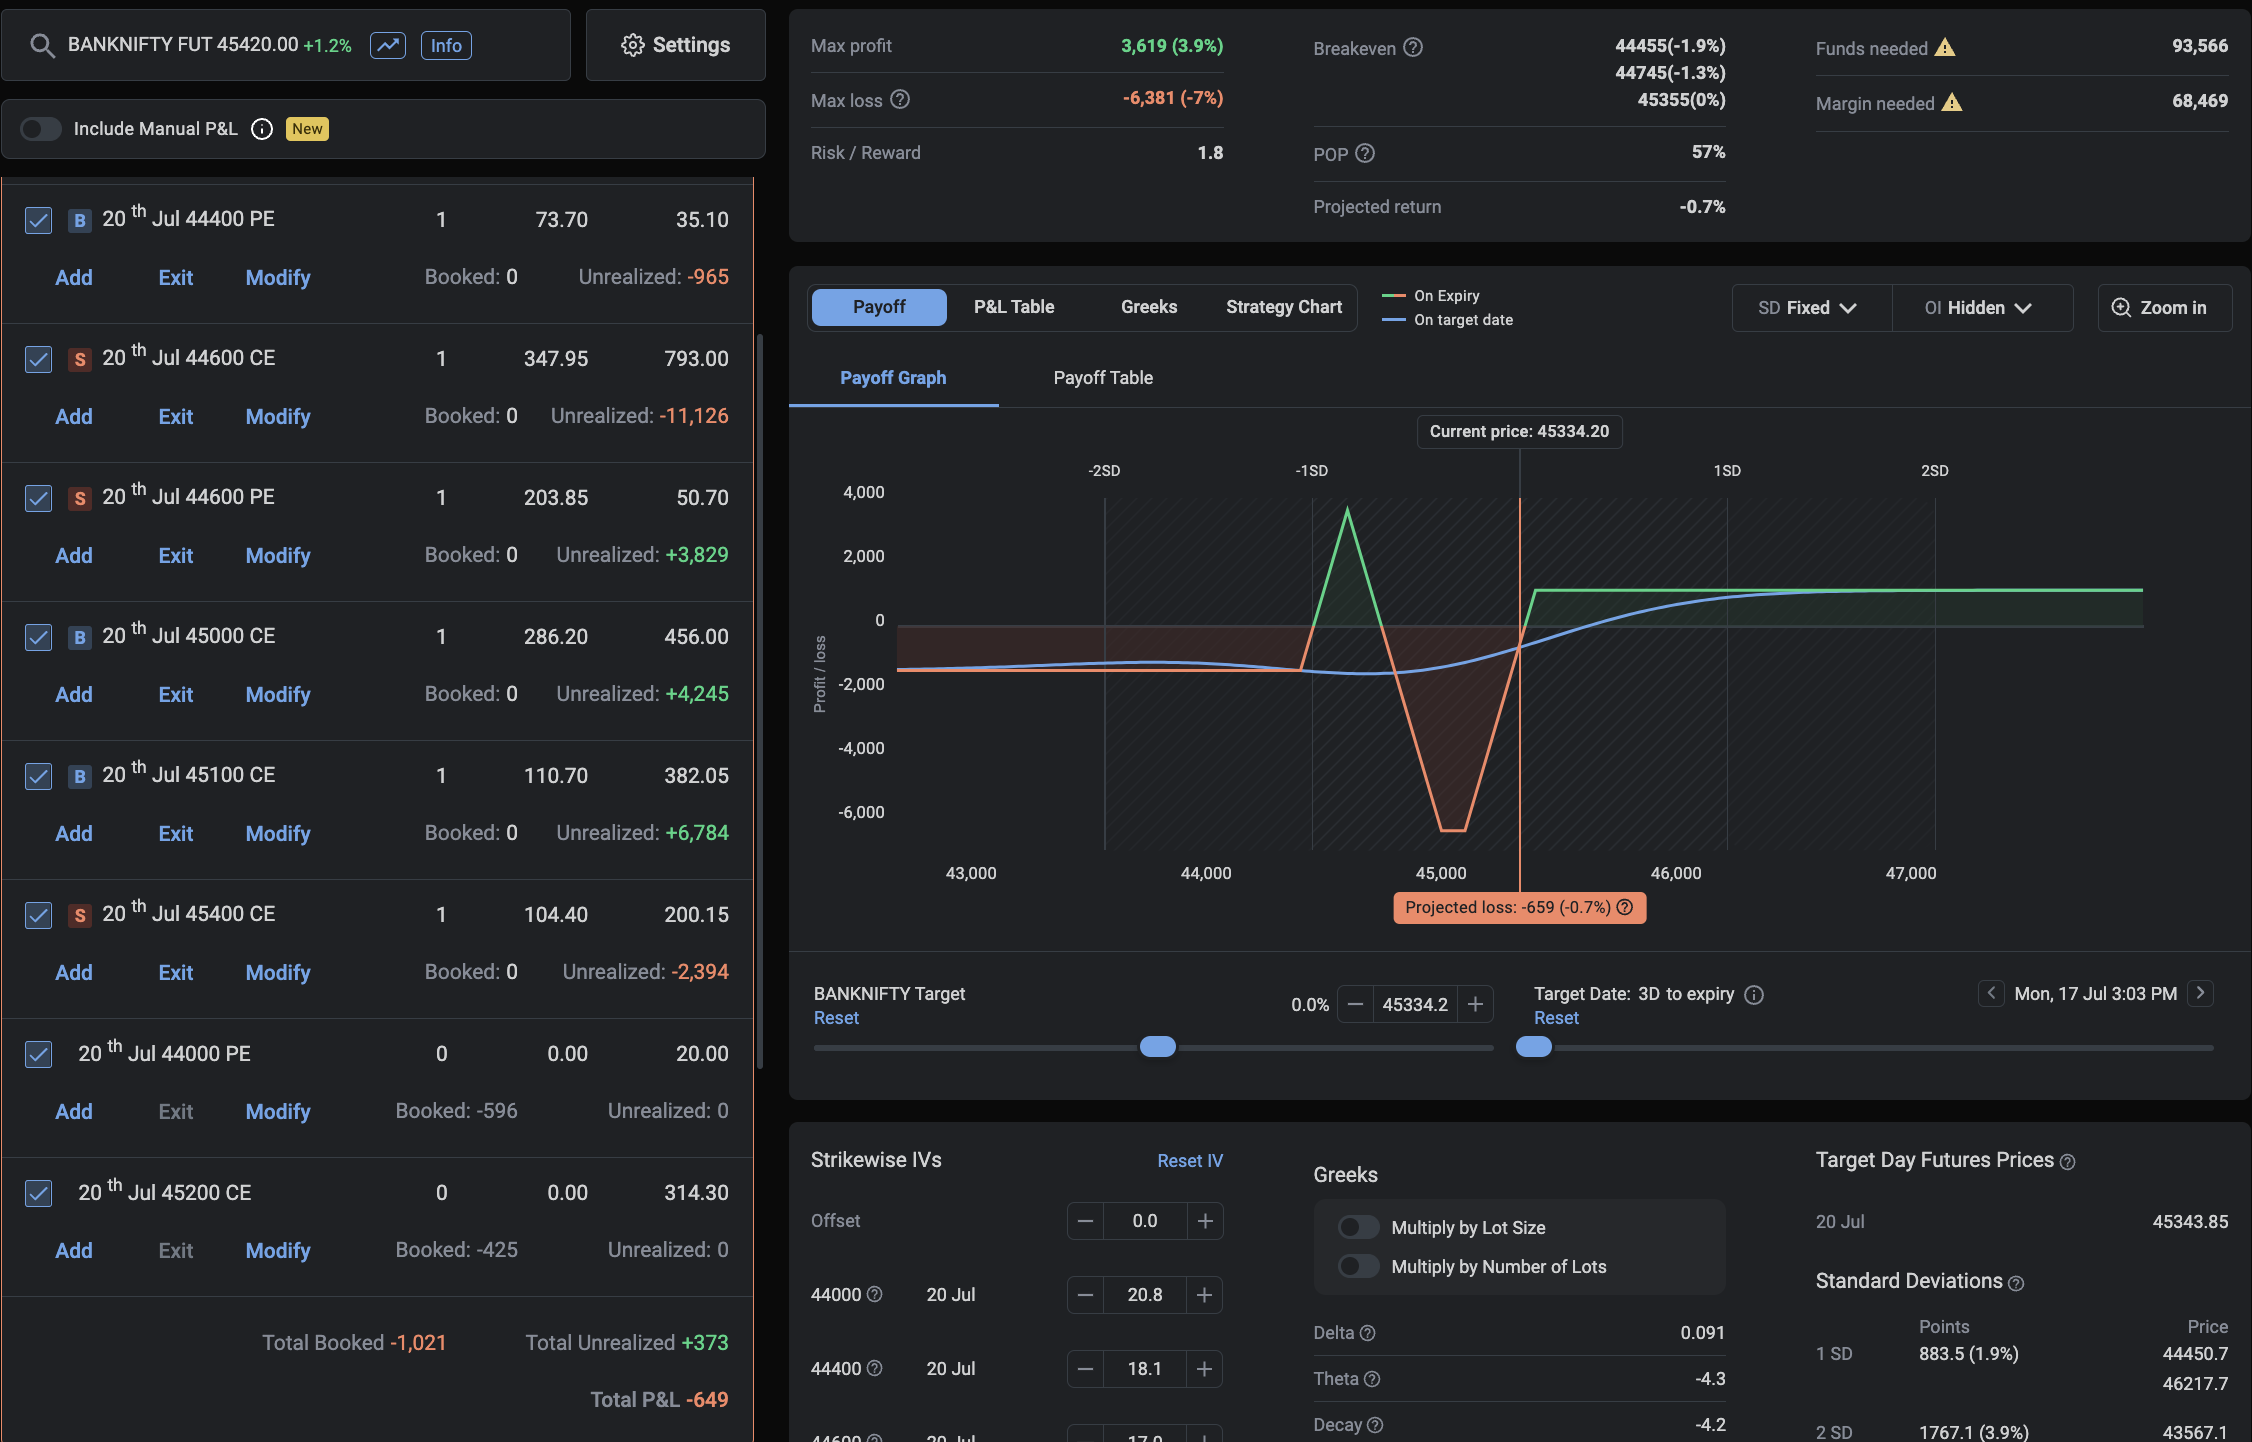 BANKNIFTY FUT 45420.00 +1.2% Info
Settings
Include Manual P&L New
B 20 th Jul 44400 PE 1 73.70 35.10
Add Exit Modify Booked: 0 Unrealized: -965
S 20 th Jul 44600 CE 1 347.95 793.00
Add Exit Modify Booked: 0 Unrealized: -11,126
S 20 th Jul 44600 PE 1 203.85 50.70
Add Exit Modify Booked: 0 Unrealized: +3,829
B 20 th Jul 45000 CE 1 286.20 456.00
Add Exit Modify Booked: 0 Unrealized: +4,245
B 20 th Jul 45100 CE 1 110.70 382.05
Add Exit Modify Booked: 0 Unrealized: +6,784
S 20 th Jul 45400 CE 1 104.40 200.15
Add Exit Modify Booked: 0 Unrealized: -2,394
20 th Jul 44000 PE 0 0.00 20.00
Add Exit Modify Booked: -596 Unrealized: 0
20 th Jul 45200 CE 0 0.00 314.30
Add Exit Modify Booked: -425 Unrealized: 0
Total Booked -1,021 Total Unrealized +373
Total P&L -649
Max profit 3,619 (3.9%)
Max loss -6,381 (-7%)
Risk / Reward 1.8
Breakeven 44455(-1.9%)
44745(-1.3%)
45355(0%)
POP 57%
Projected return -0.7%
Funds needed 93,566
Margin needed 68,469
Payoff P&L Table Greeks Strategy Chart
On Expiry
On target date
SD Fixed OI Hidden Zoom in
Payoff Graph Payoff Table
Current price: 45334.20
-2SD -1SD 1SD 2SD
4,000
2,000
0
-2,000
-4,000
-6,000
Profit / loss
43,000 44,000 45,000 46,000 47,000
Projected loss: -659 (-0.7%)
BANKNIFTY Target
Reset
0.0% 45334.2
Target Date: 3D to expiry
Reset
Mon, 17 Jul 3:03 PM
Strikewise IVs Reset IV
Offset 0.0
44000 20 Jul 20.8
44400 20 Jul 18.1
44600 20 Jul 17.0
Greeks
Multiply by Lot Size
Multiply by Number of Lots
Delta 0.091
Theta -4.3
Decay -4.2
Target Day Futures Prices
20 Jul 45343.85
Standard Deviations
Points Price
1 SD 883.5 (1.9%) 44450.7
46217.7
2 SD 1767.1 (3.9%) 43567.1